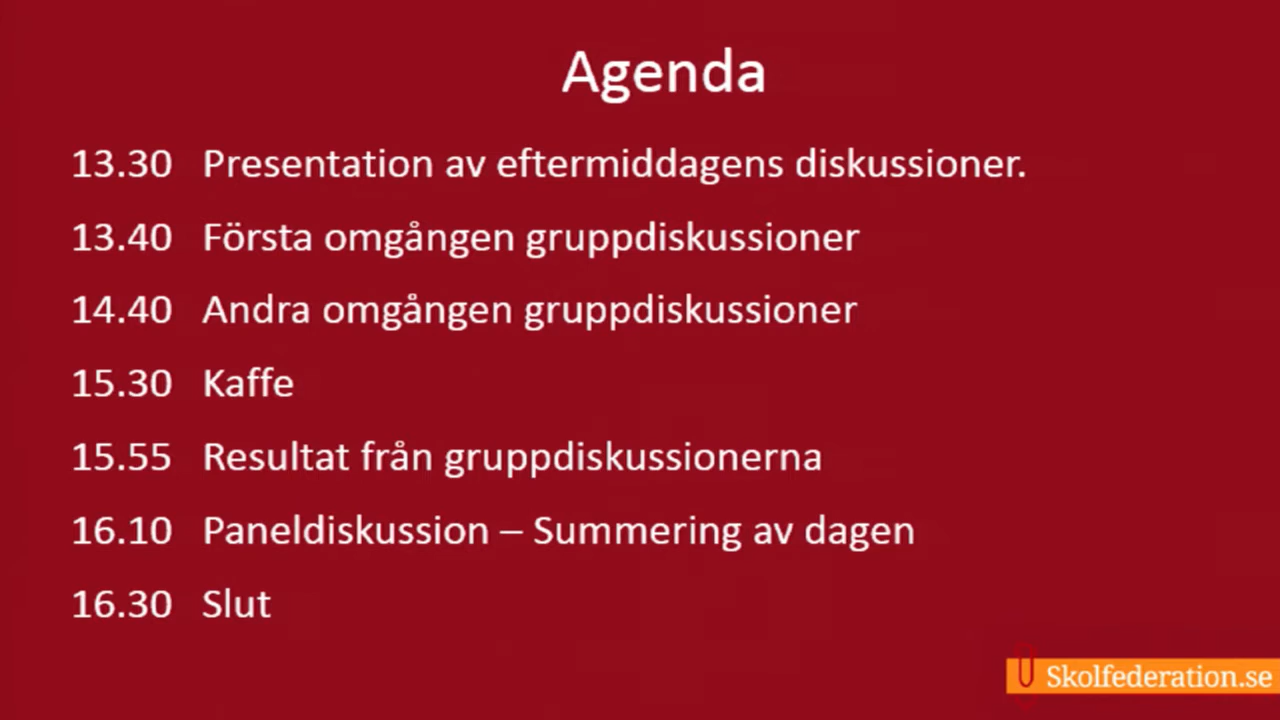 Agenda
13.30 Presentation av eftermiddagens diskussioner.
13.40 Första omgången gruppdiskussioner
14.40 Andra omgången gruppdiskussioner
15.30 Kaffe
15.55 Resultat från gruppdiskussionerna
16.10 Paneldiskussion – Summering av dagen
16.30 Slut
Skolfederation.se